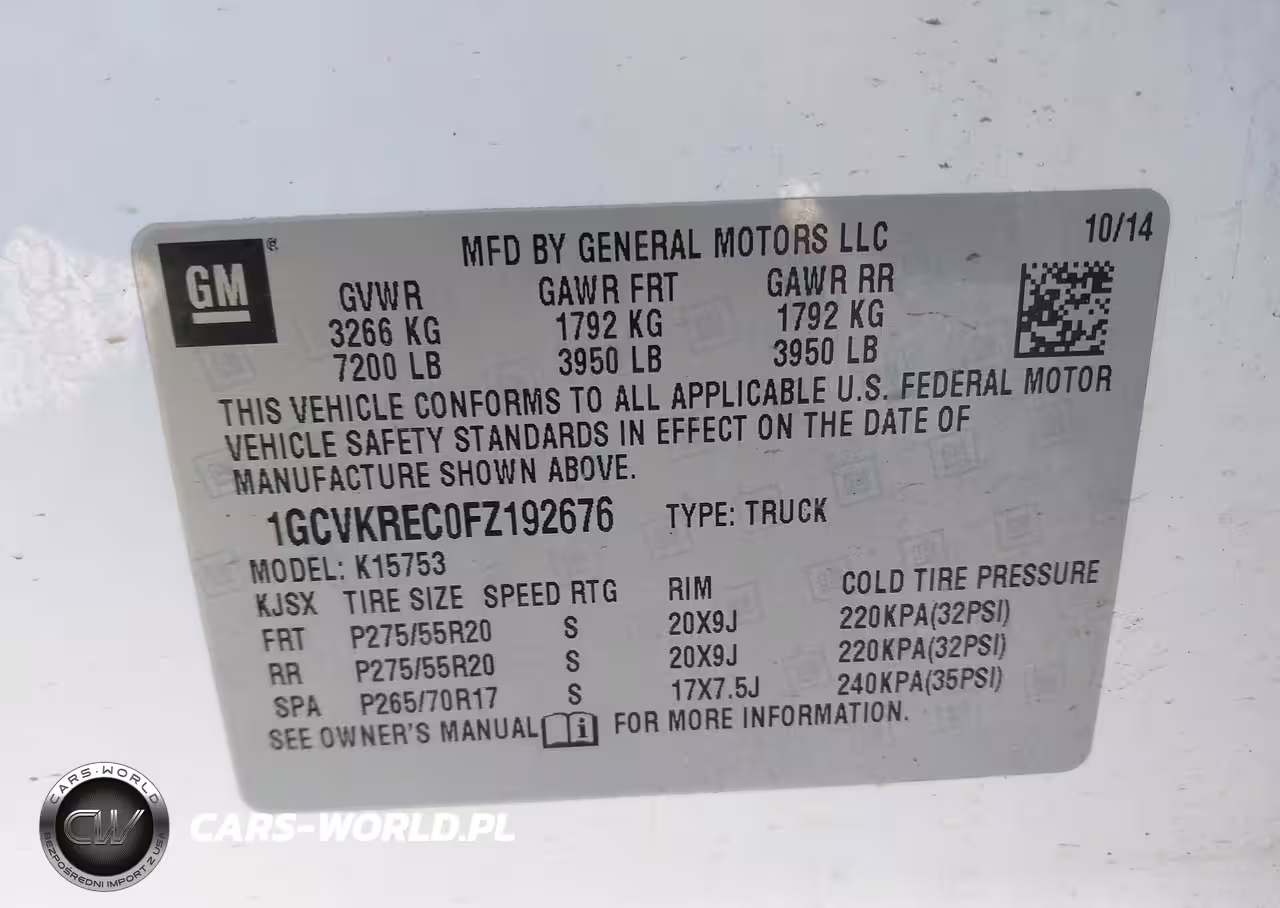 GM ®
MFD BY GENERAL MOTORS LLC
10/14
GVWR GAWR FRT GAWR RR
3266 KG 1792 KG 1792 KG
7200 LB 3950 LB 3950 LB
THIS VEHICLE CONFORMS TO ALL APPLICABLE U.S. FEDERAL MOTOR
VEHICLE SAFETY STANDARDS IN EFFECT ON THE DATE OF
MANUFACTURE SHOWN ABOVE.
1GCVKREC0FZ192676 TYPE: TRUCK
MODEL: K15753
KJSX TIRE SIZE SPEED RTG RIM COLD TIRE PRESSURE
FRT P275/55R20 S 20X9J 220KPA(32PSI)
RR P275/55R20 S 20X9J 220KPA(32PSI)
SPA P265/70R17 S 17X7.5J 240KPA(35PSI)
SEE OWNER'S MANUAL i FOR MORE INFORMATION.
CARS-WORLD
CW
BEZPOŚREDNI IMPORT Z USA
CARS-WORLD.PL